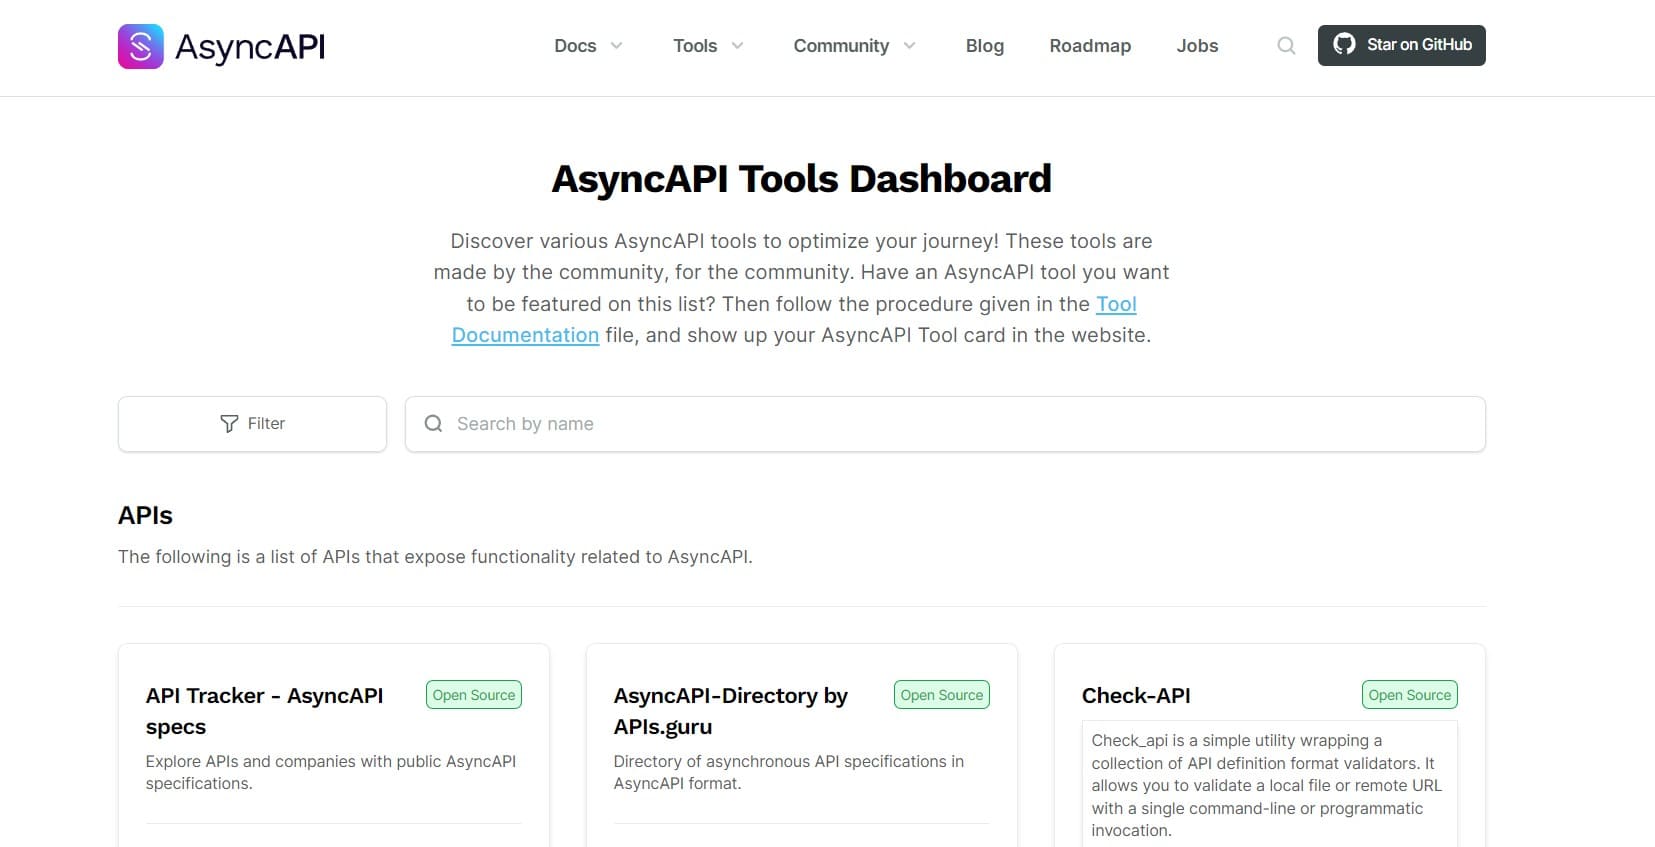 AsyncAPI
Docs
Tools
Community
Blog
Roadmap
Jobs
Star on GitHub
AsyncAPI Tools Dashboard
Discover various AsyncAPI tools to optimize your journey! These tools are
made by the community, for the community. Have an AsyncAPI tool you want
to be featured on this list? Then follow the procedure given in the Tool
Documentation file, and show up your AsyncAPI Tool card in the website.
Filter
Search by name
APIs
The following is a list of APIs that expose functionality related to AsyncAPI.
API Tracker - AsyncAPI
specs
Open Source
Explore APIs and companies with public AsyncAPI
specifications.
AsyncAPI-Directory by
APIs.guru
Open Source
Directory of asynchronous API specifications in
AsyncAPI format.
Check-API
Open Source
Check_api is a simple utility wrapping a
collection of API definition format validators. It
allows you to validate a local file or remote URL
with a single command-line or programmatic
invocation.